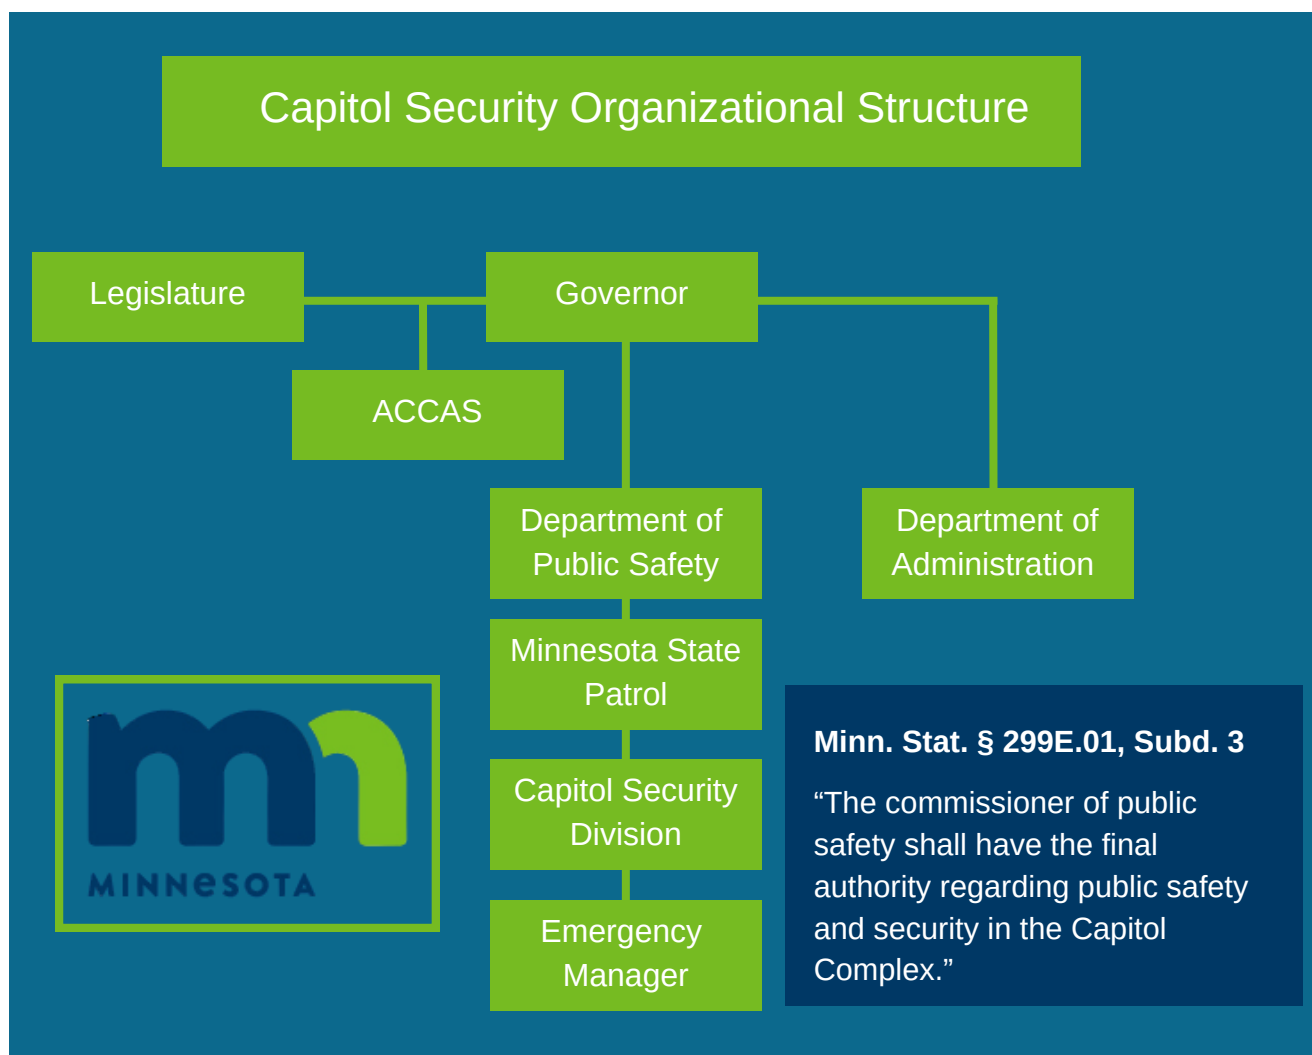 Capitol Security Organizational Structure
Legislature
Governor
ACCAS
Department of
Public Safety
Department of
Administration
Minnesota State
Patrol
Capitol Security
Division
Emergency
Manager
mn
MINNesOTA
Minn. Stat. § 299E.01, Subd. 3
“The commissioner of public
safety shall have the final
authority regarding public safety
and security in the Capitol
Complex.”